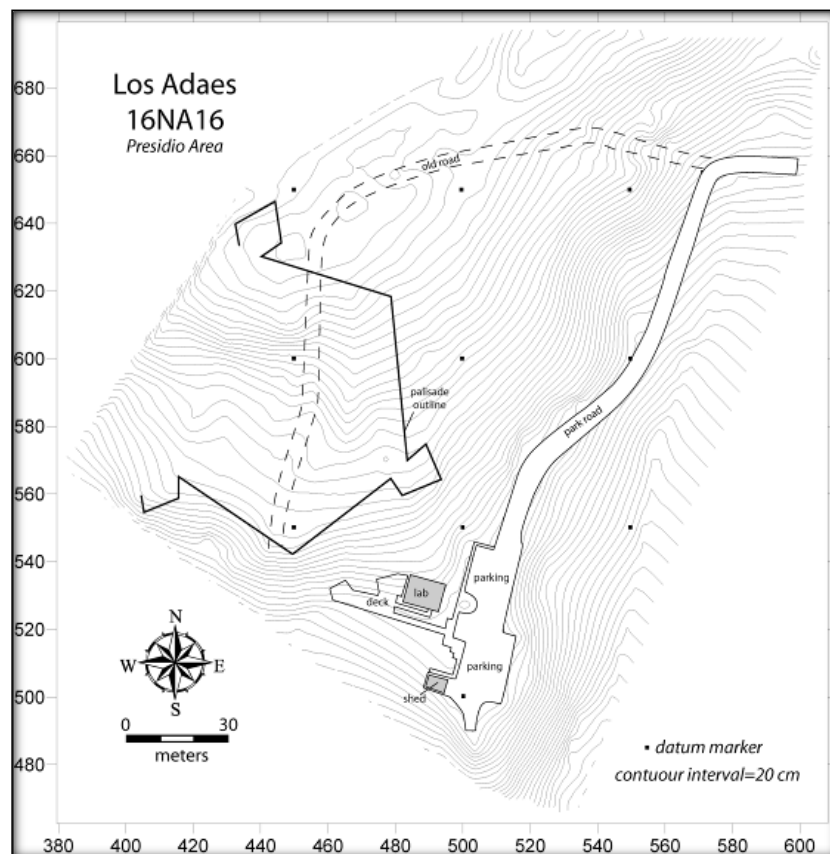 Los Adaes
16NA16
Presidio Area
680
660
640
620
600
580
560
540
520
500
480
old road
palisade
outline
park road
parking
lab
deck
parking
shed
N
W E
S
0 30
meters
datum marker
contuour interval=20 cm
380 400 420 440 460 480 500 520 540 560 580 600